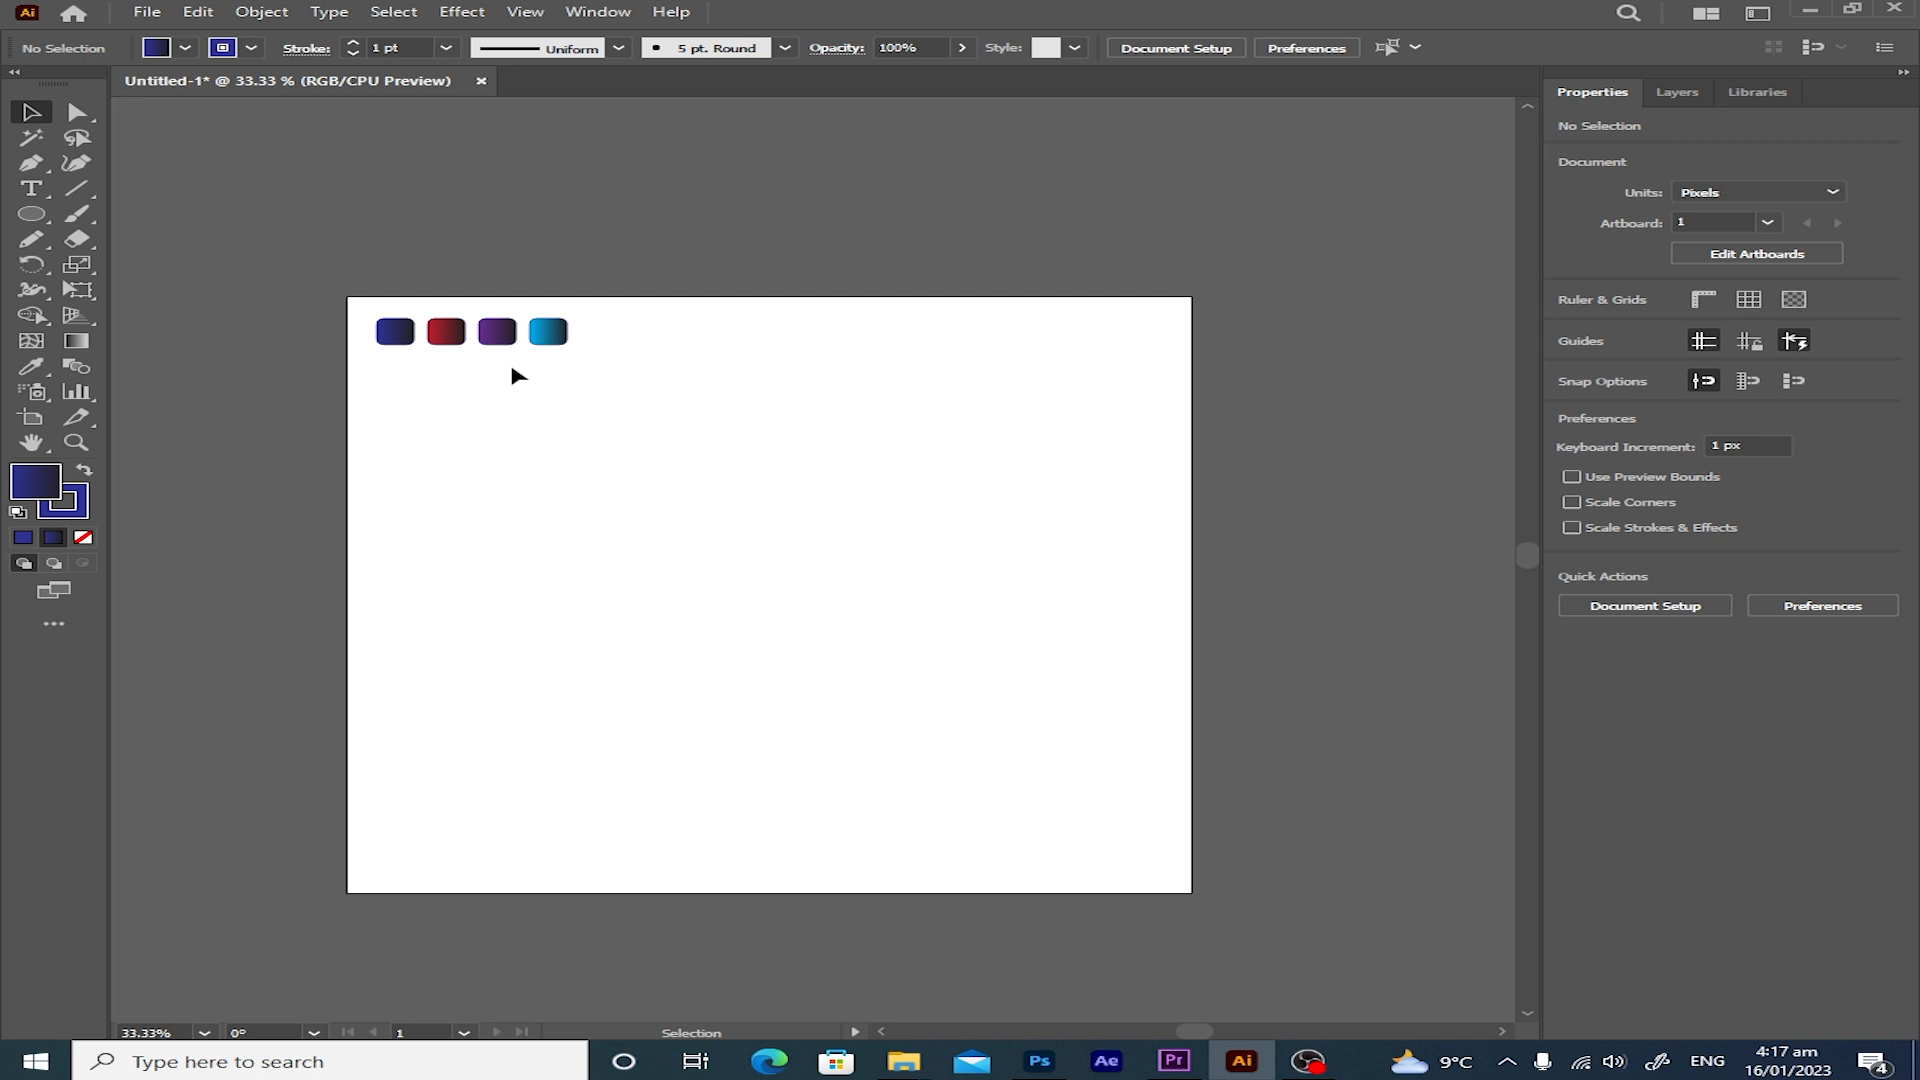 Ai File Edit Object Type Select Effect View Window Help
No Selection Stroke: 1 pt Uniform 5 pt. Round Opacity: 100% Style: Document Setup Preferences
Untitled-1* @ 33.33 % (RGB/CPU Preview)
Properties Layers Libraries
No Selection
Document
Units: Pixels
Artboard: 1
Edit Artboards
Ruler & Grids
Guides
Snap Options
Preferences
Keyboard Increment: 1 px
Use Preview Bounds
Scale Corners
Scale Strokes & Effects
Quick Actions
Document Setup Preferences
33.33% 0° 1 Selection
Type here to search Ps Ae Pr Ai 9°C ENG 4:17 am
16/01/2023 4